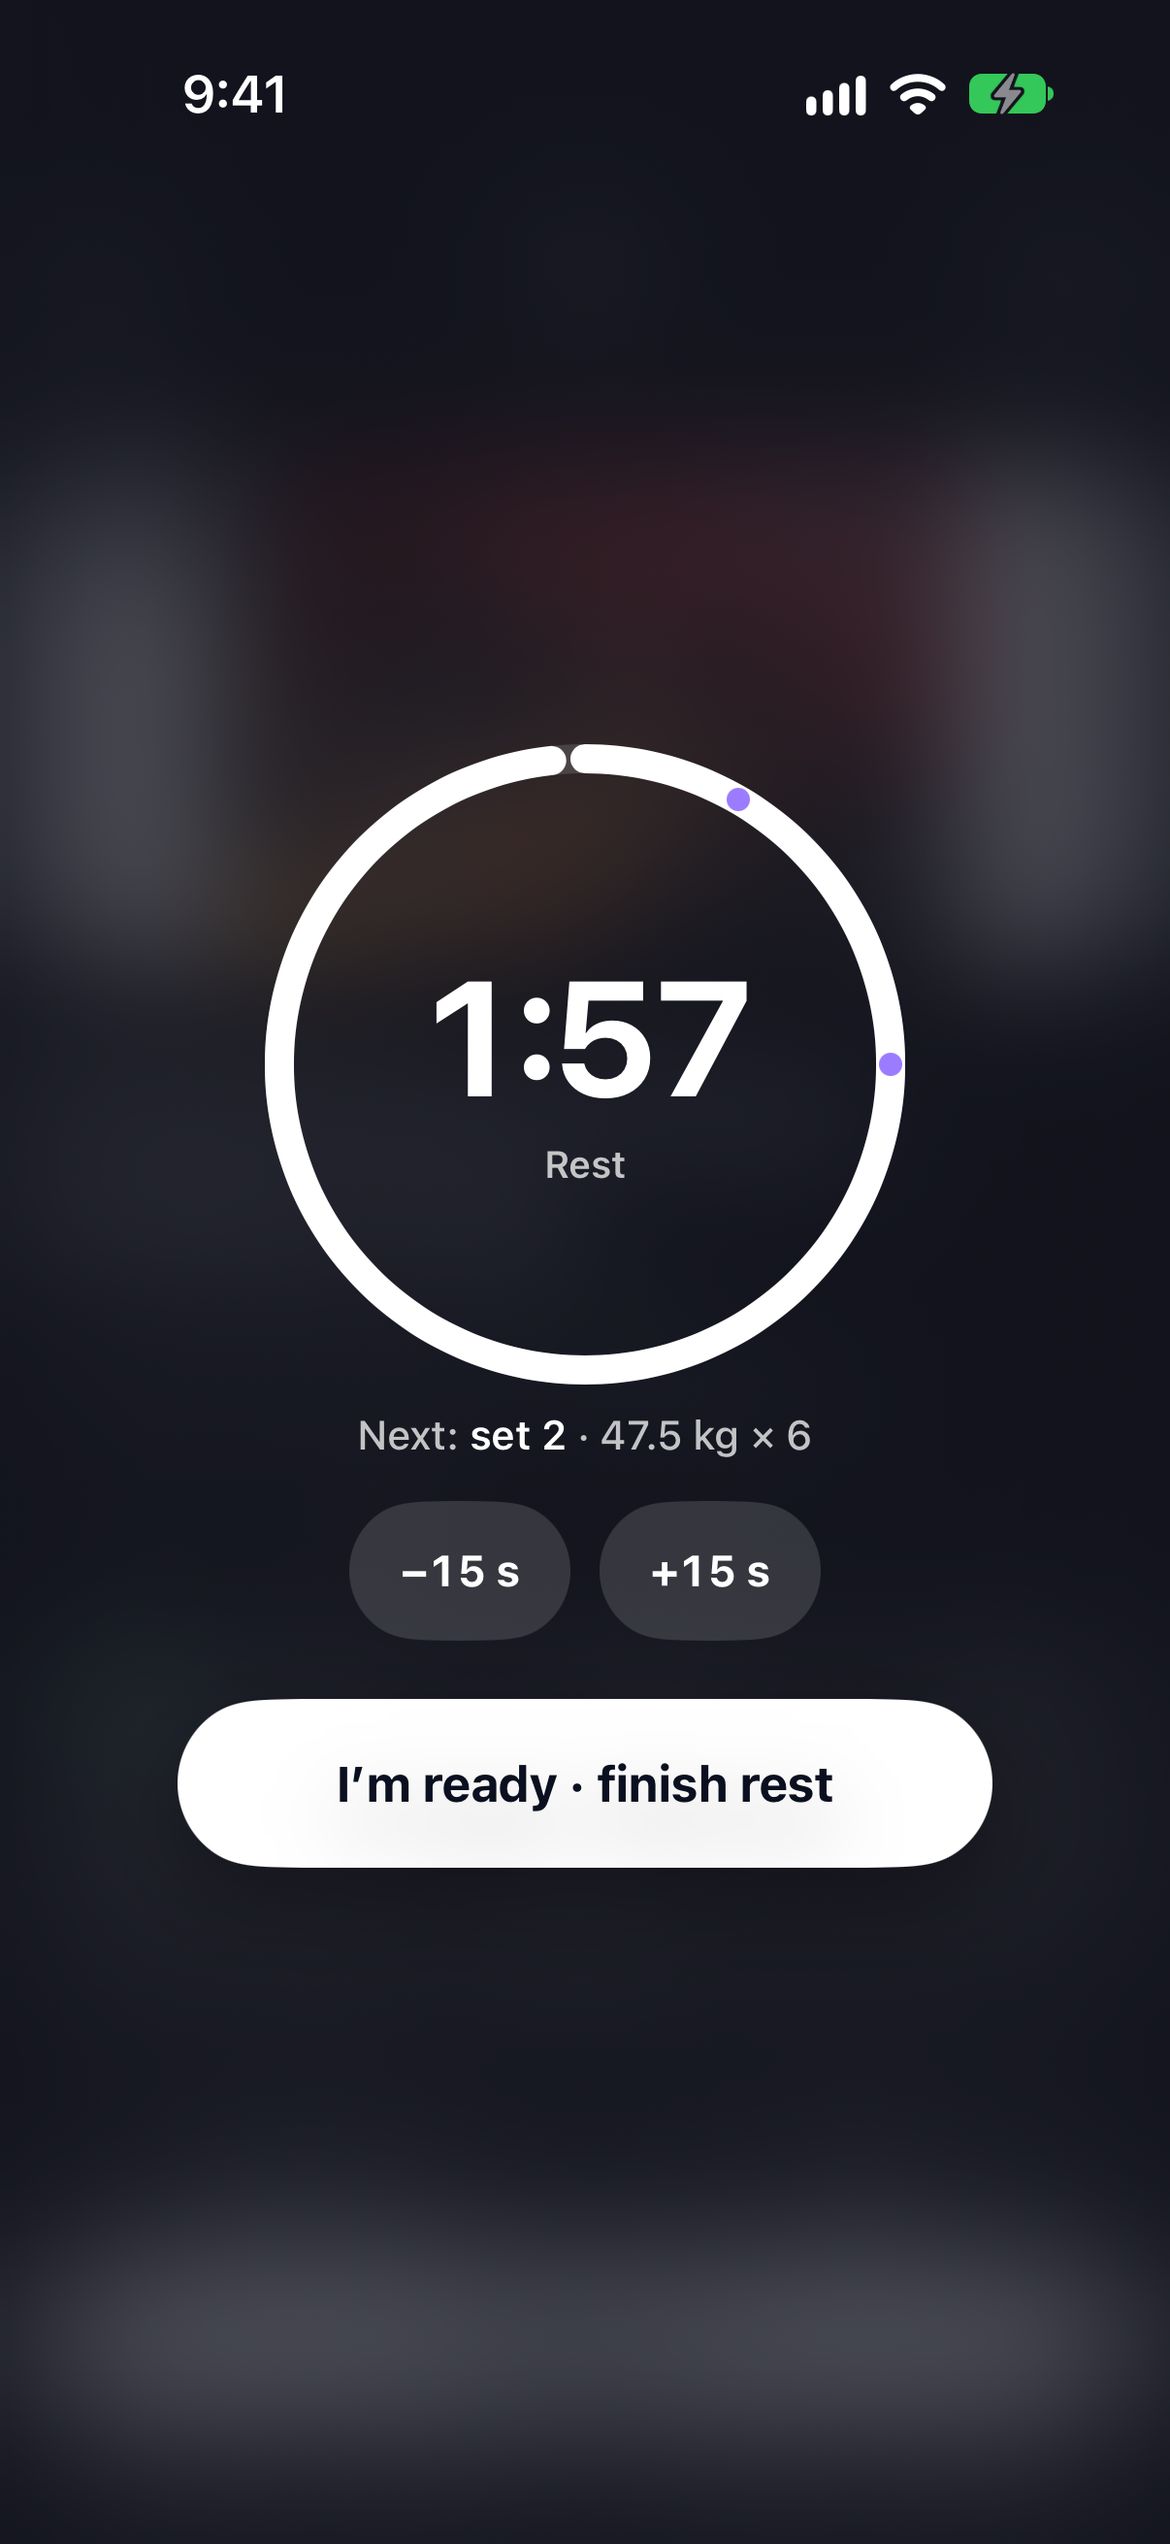 9:41
1:57
Rest
Next: set 2 · 47.5 kg × 6
−15 s
+15 s
I’m ready · finish rest